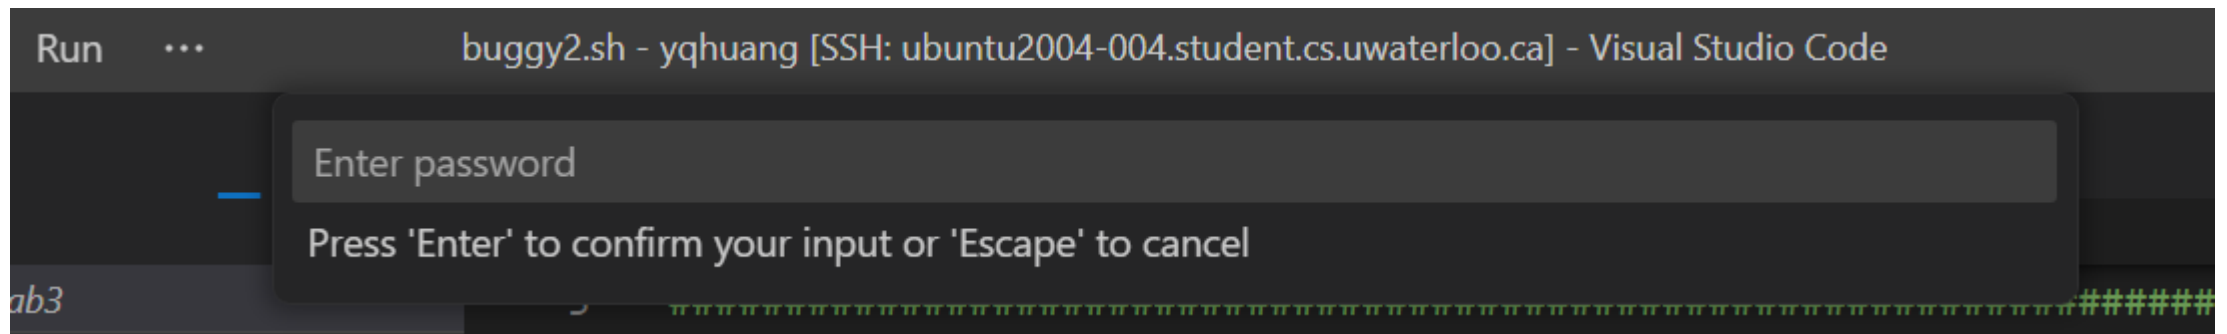 Run ··· buggy2.sh - yqhuang [SSH: ubuntu2004-004.student.cs.uwaterloo.ca] - Visual Studio Code
Enter password
Press 'Enter' to confirm your input or 'Escape' to cancel
ab3